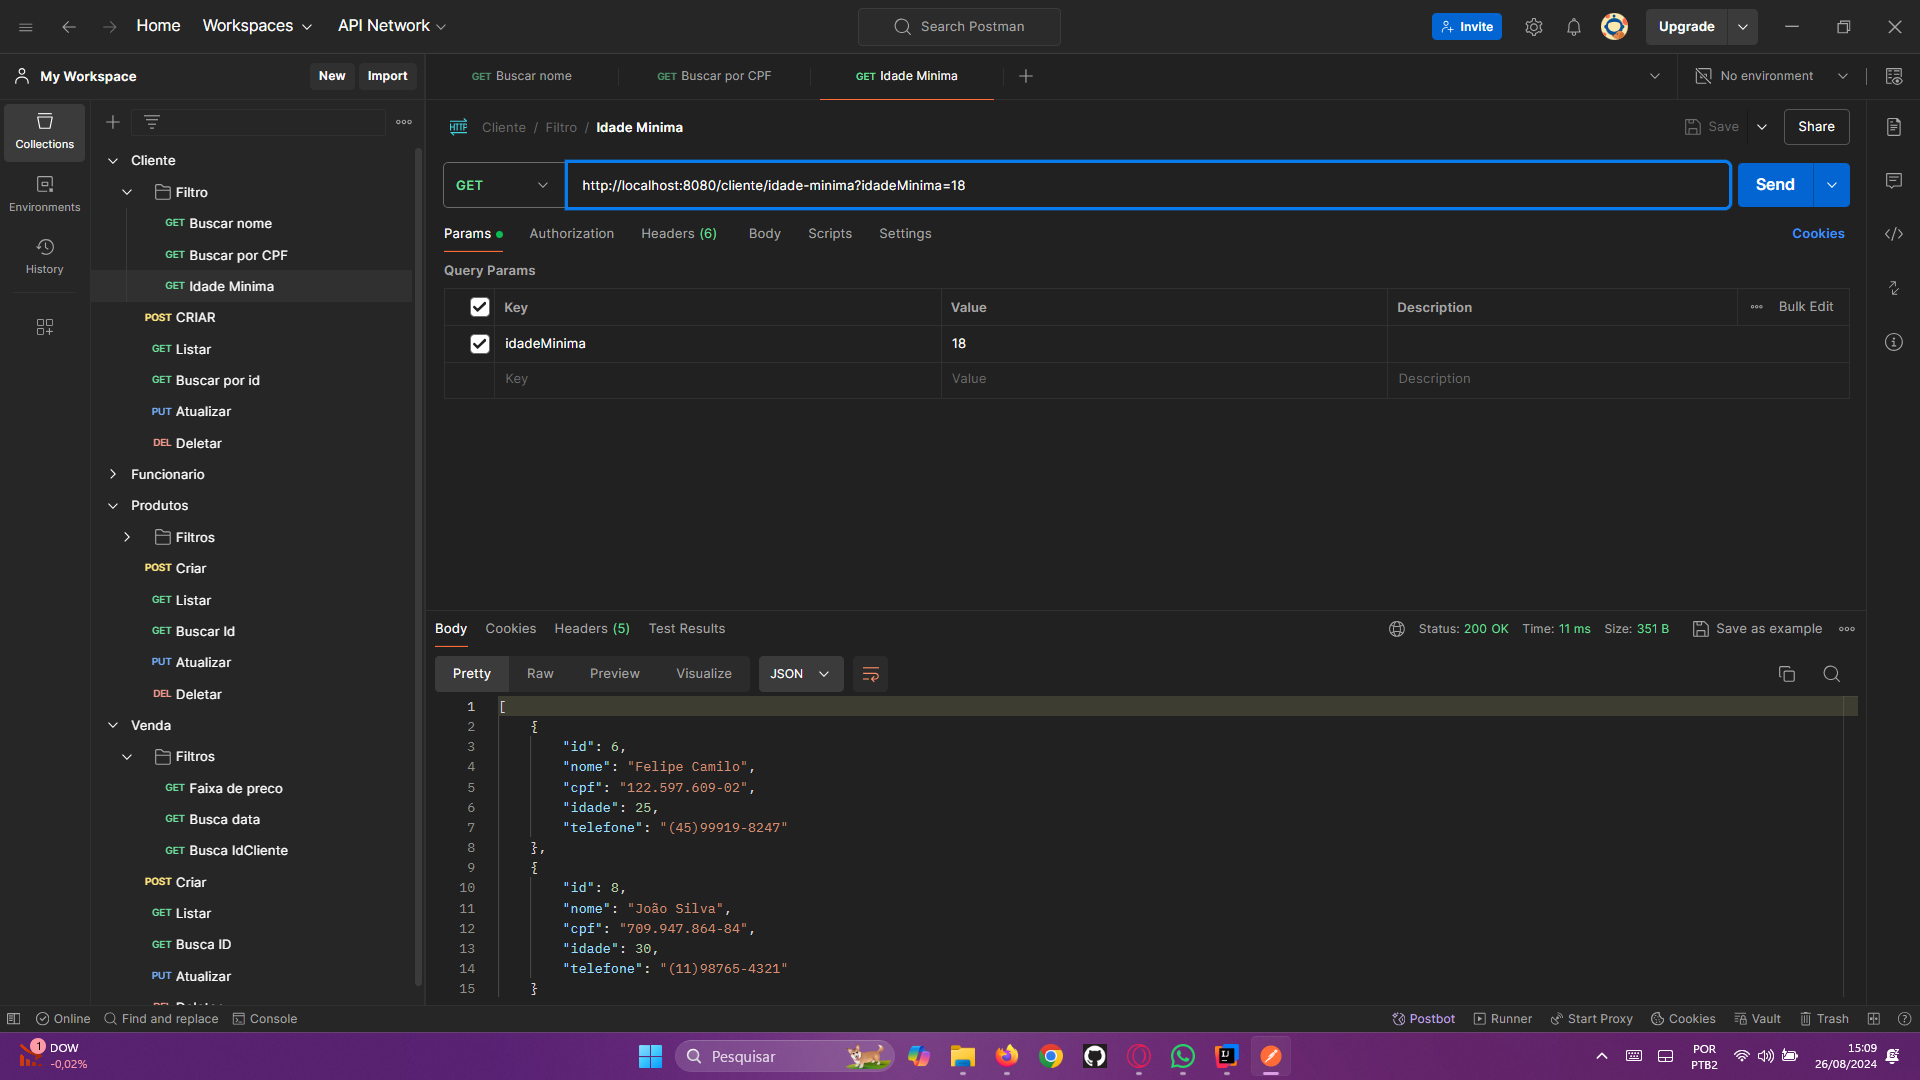 Home
Workspaces
API Network
Search Postman
Invite
Upgrade
My Workspace
New
Import
GET Buscar nome
GET Buscar por CPF
GET Idade Minima
No environment
Collections
Environments
History
Cliente
Filtro
GET Buscar nome
GET Buscar por CPF
GET Idade Minima
POST CRIAR
GET Listar
GET Buscar por id
PUT Atualizar
DEL Deletar
Funcionario
Produtos
Filtros
POST Criar
GET Listar
GET Buscar Id
PUT Atualizar
DEL Deletar
Venda
Filtros
GET Faixa de preco
GET Busca data
GET Busca IdCliente
POST Criar
GET Listar
GET Busca ID
PUT Atualizar
HTTP Cliente / Filtro / Idade Minima
Save
Share
GET
http://localhost:8080/cliente/idade-minima?idadeMinima=18
Send
Params
Authorization
Headers (6)
Body
Scripts
Settings
Cookies
Query Params
Key Value Description Bulk Edit
idadeMinima 18
Key Value Description
Body Cookies Headers (5) Test Results
Status: 200 OK Time: 11 ms Size: 351 B Save as example
Pretty Raw Preview Visualize JSON
1 [
2 {
3 "id": 6,
4 "nome": "Felipe Camilo",
5 "cpf": "122.597.609-02",
6 "idade": 25,
7 "telefone": "(45)99919-8247"
8 },
9 {
10 "id": 8,
11 "nome": "João Silva",
12 "cpf": "709.947.864-84",
13 "idade": 30,
14 "telefone": "(11)98765-4321"
15 }
Online Find and replace Console
Postbot Runner Start Proxy Cookies Vault Trash
1
DOW
-0,02%
Pesquisar
POR
PTB2
15:09
26/08/2024